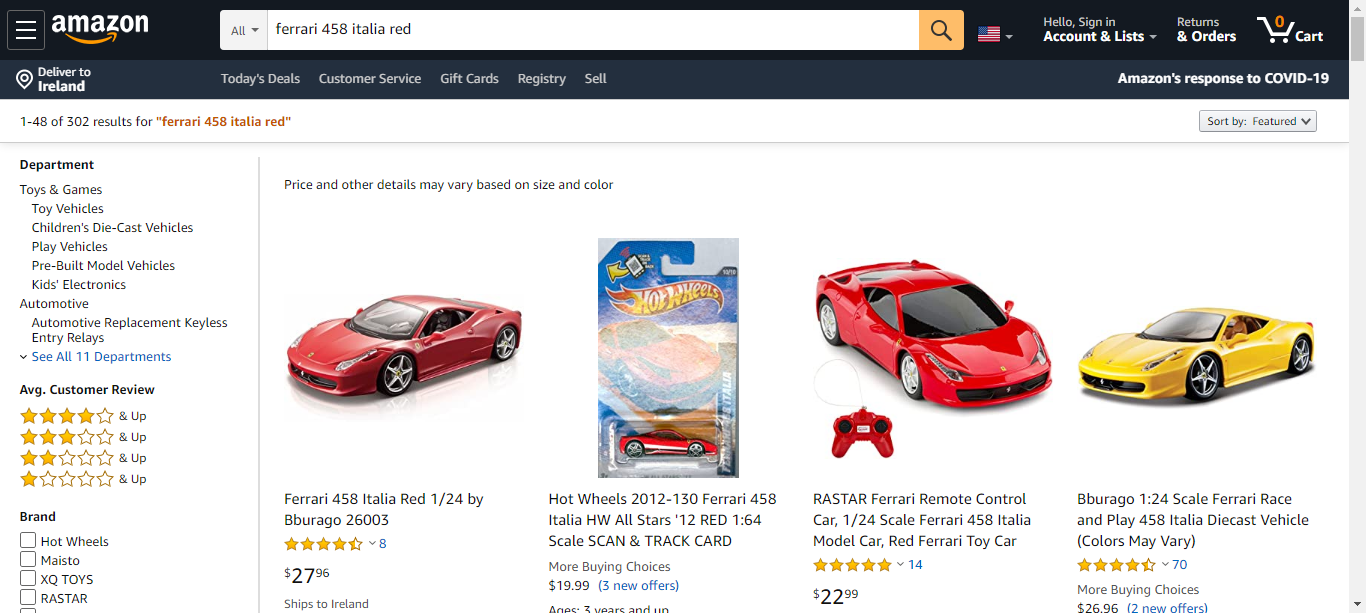 amazon
All
ferrari 458 italia red
Hello, Sign in
Account & Lists
Returns
& Orders
0
Cart
Deliver to
Ireland
Today's Deals
Customer Service
Gift Cards
Registry
Sell
Amazon's response to COVID-19
1-48 of 302 results for "ferrari 458 italia red"
Sort by: Featured
Department
Toys & Games
Toy Vehicles
Children's Die-Cast Vehicles
Play Vehicles
Pre-Built Model Vehicles
Kids' Electronics
Automotive
Automotive Replacement Keyless
Entry Relays
See All 11 Departments
Avg. Customer Review
& Up
& Up
& Up
& Up
Brand
Hot Wheels
Maisto
XQ TOYS
RASTAR
Price and other details may vary based on size and color
Ferrari 458 Italia Red 1/24 by
Bburago 26003
8
$27.96
Ships to Ireland
Hot Wheels
Hot Wheels 2012-130 Ferrari 458
Italia HW All Stars '12 RED 1:64
Scale SCAN & TRACK CARD
More Buying Choices
$19.99 (3 new offers)
Ages: 3 years and up
RASTAR Ferrari Remote Control
Car, 1/24 Scale Ferrari 458 Italia
Model Car, Red Ferrari Toy Car
14
$22.99
Bburago 1:24 Scale Ferrari Race
and Play 458 Italia Diecast Vehicle
(Colors May Vary)
70
More Buying Choices
$26.96 (2 new offers)